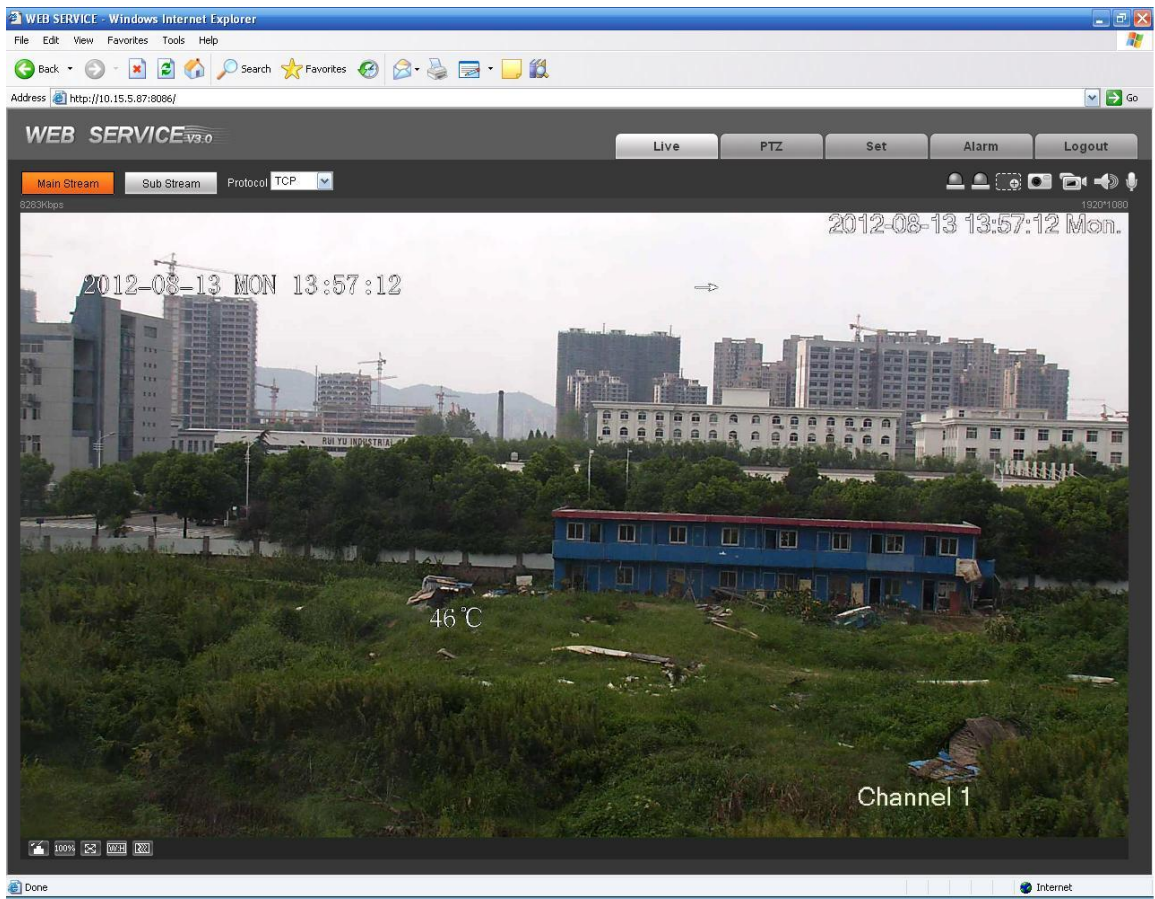 WEB SERVICE - Windows Internet Explorer
File Edit View Favorites Tools Help
Back Search Favorites
Address http://10.15.5.87:8086/ Go
WEB SERVICE V3.0
Live PTZ Set Alarm Logout
Main Stream Sub Stream Protocol TCP
8283Kbps 1920*1080
2012-08-13 13:57:12 Mon.
2012-08-13 MON 13:57:12
RUI YU INDUSTRIAL
46℃
Channel 1
100% W:H
Done Internet